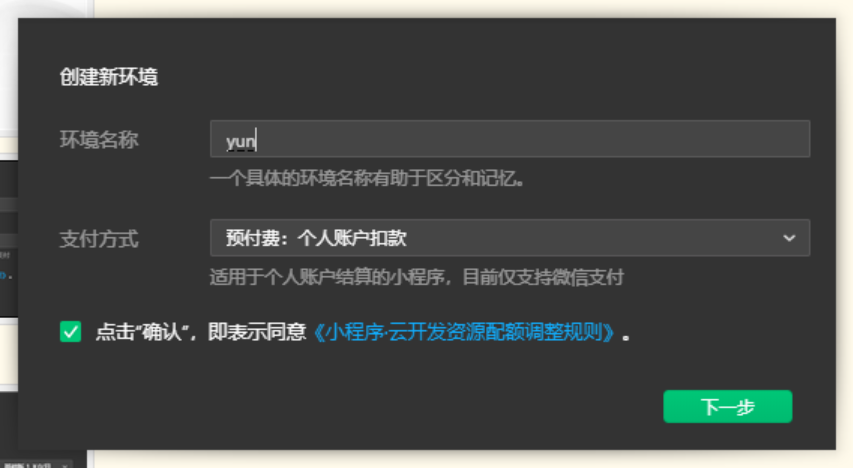 创建新环境
环境名称
yun
一个具体的环境名称有助于区分和记忆。
支付方式
预付费：个人账户扣款
适用于个人账户结算的小程序，目前仅支持微信支付
点击“确认”，即表示同意《小程序·云开发资源配额调整规则》。
下一步